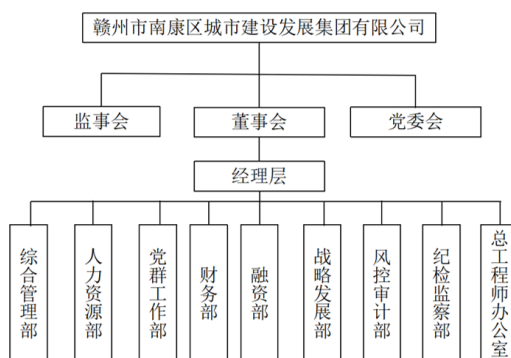 赣州市南康区城市建设发展集团有限公司
监事会
董事会
党委会
经理层
综合管理部
人力资源部
党群工作部
财务部
融资部
战略发展部
风控审计部
纪检监察部
总工程师办公室